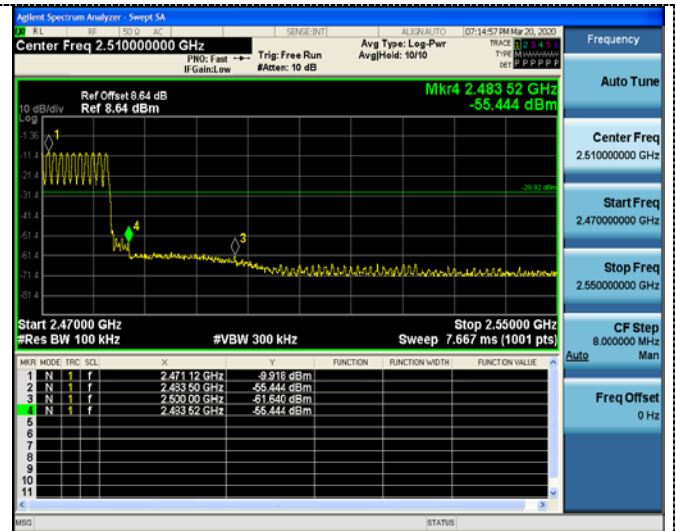 Agilent Spectrum Analyzer - Swept SA
RL RF 50 Ω AC SENSE:INT ALIGN AUTO 07:14:57 PM Mar 20, 2020
Center Freq 2.510000000 GHz
PNO: Fast
IFGain:Low
Trig: Free Run
#Atten: 10 dB
Avg Type: Log-Pwr
Avg|Hold: 10/10
TRACE 1 2 3 4 5 6
TYPE M
DET P P P P P P
Mkr4 2.483 52 GHz
-55.444 dBm
Ref Offset 8.64 dB
Ref 8.64 dBm
10 dB/div
Log
-1.36
-11.4
-21.4
-31.4
-41.4
-51.4
-61.4
-71.4
-81.4
1
4
3
-29.92 dBm
Start 2.47000 GHz
Stop 2.55000 GHz
#Res BW 100 kHz
#VBW 300 kHz
Sweep 7.667 ms (1001 pts)
MKR MODE TRC SCL X Y FUNCTION FUNCTION WIDTH FUNCTION VALUE
1 N 1 f 2.471 12 GHz -9.918 dBm
2 N 1 f 2.483 50 GHz -55.444 dBm
3 N 1 f 2.500 00 GHz -61.640 dBm
4 N 1 f 2.483 52 GHz -55.444 dBm
5
6
7
8
9
10
11
MSG
STATUS
Frequency
Auto Tune
Center Freq
2.510000000 GHz
Start Freq
2.470000000 GHz
Stop Freq
2.550000000 GHz
CF Step
8.000000 MHz
Auto Man
Freq Offset
0 Hz